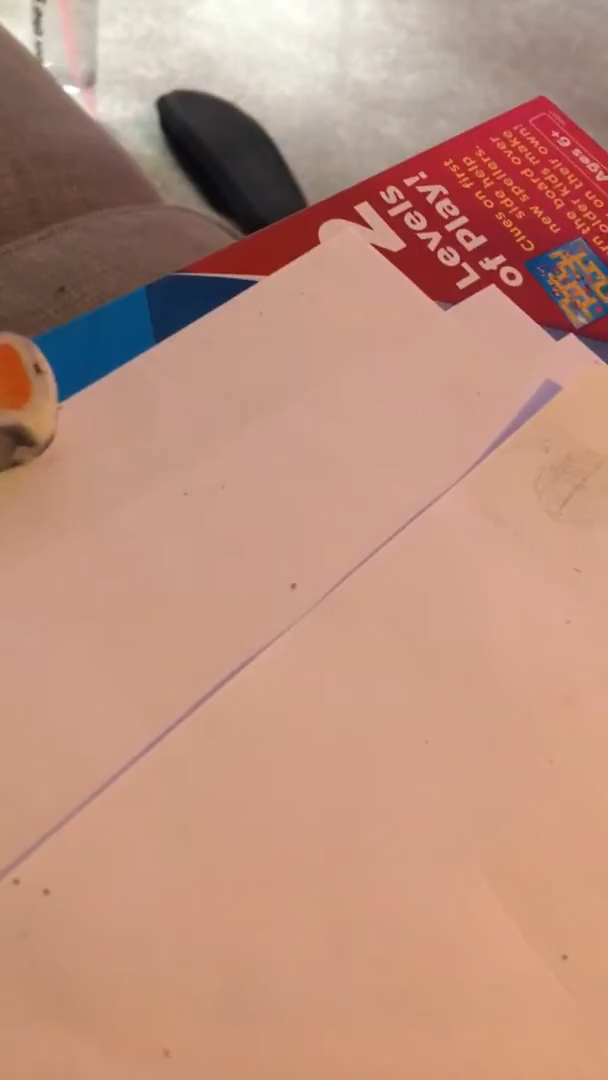 2
Levels
of Play!
Clues on first
side help
new spellers.
rn the board over
older kids make
on their own!
Ages 6+